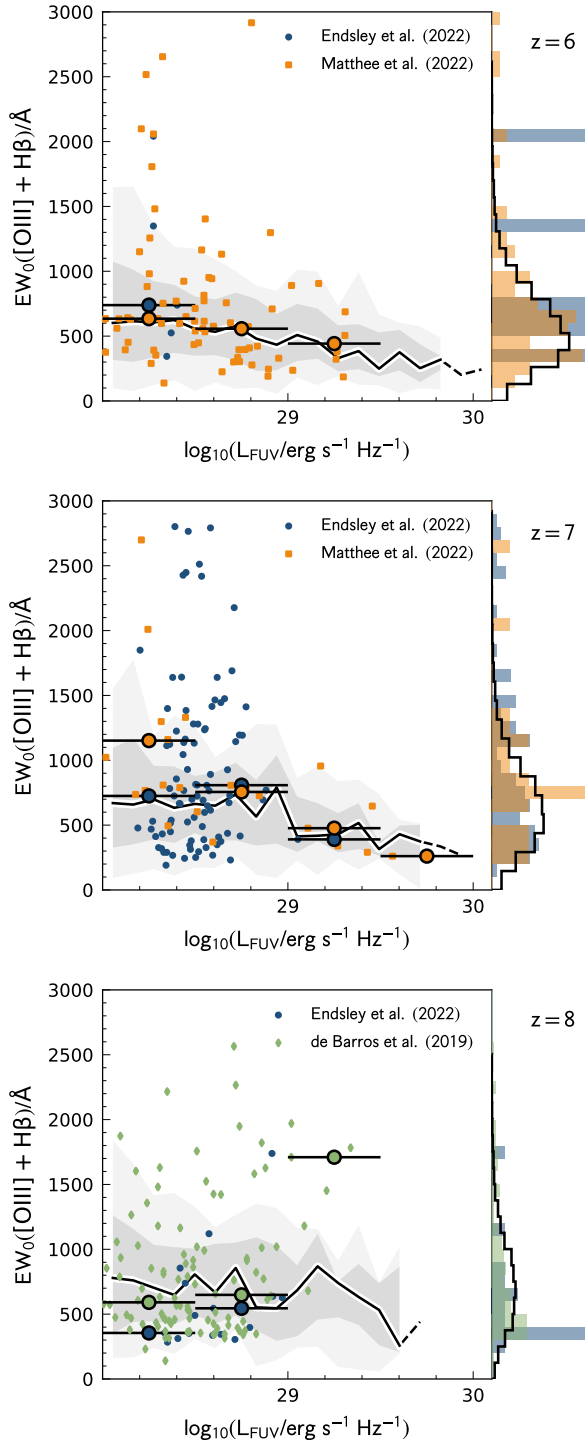 3000
2500
2000
1500
1000
500
0
EW₀([OIII] + Hβ)/Å
Endsley et al. (2022)
Matthee et al. (2022)
z = 6
29
30
log₁₀(L_FUV/erg s⁻¹ Hz⁻¹)
3000
2500
2000
1500
1000
500
0
EW₀([OIII] + Hβ)/Å
Endsley et al. (2022)
Matthee et al. (2022)
z = 7
29
30
log₁₀(L_FUV/erg s⁻¹ Hz⁻¹)
3000
2500
2000
1500
1000
500
0
EW₀([OIII] + Hβ)/Å
Endsley et al. (2022)
de Barros et al. (2019)
z = 8
29
30
log₁₀(L_FUV/erg s⁻¹ Hz⁻¹)